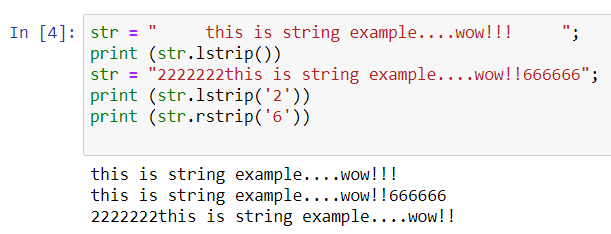 In [4]: str = "     this is string example....wow!!!     ";
print (str.lstrip())
str = "2222222this is string example....wow!!666666";
print (str.lstrip('2'))
print (str.rstrip('6'))
this is string example....wow!!!
this is string example....wow!!666666
2222222this is string example....wow!!